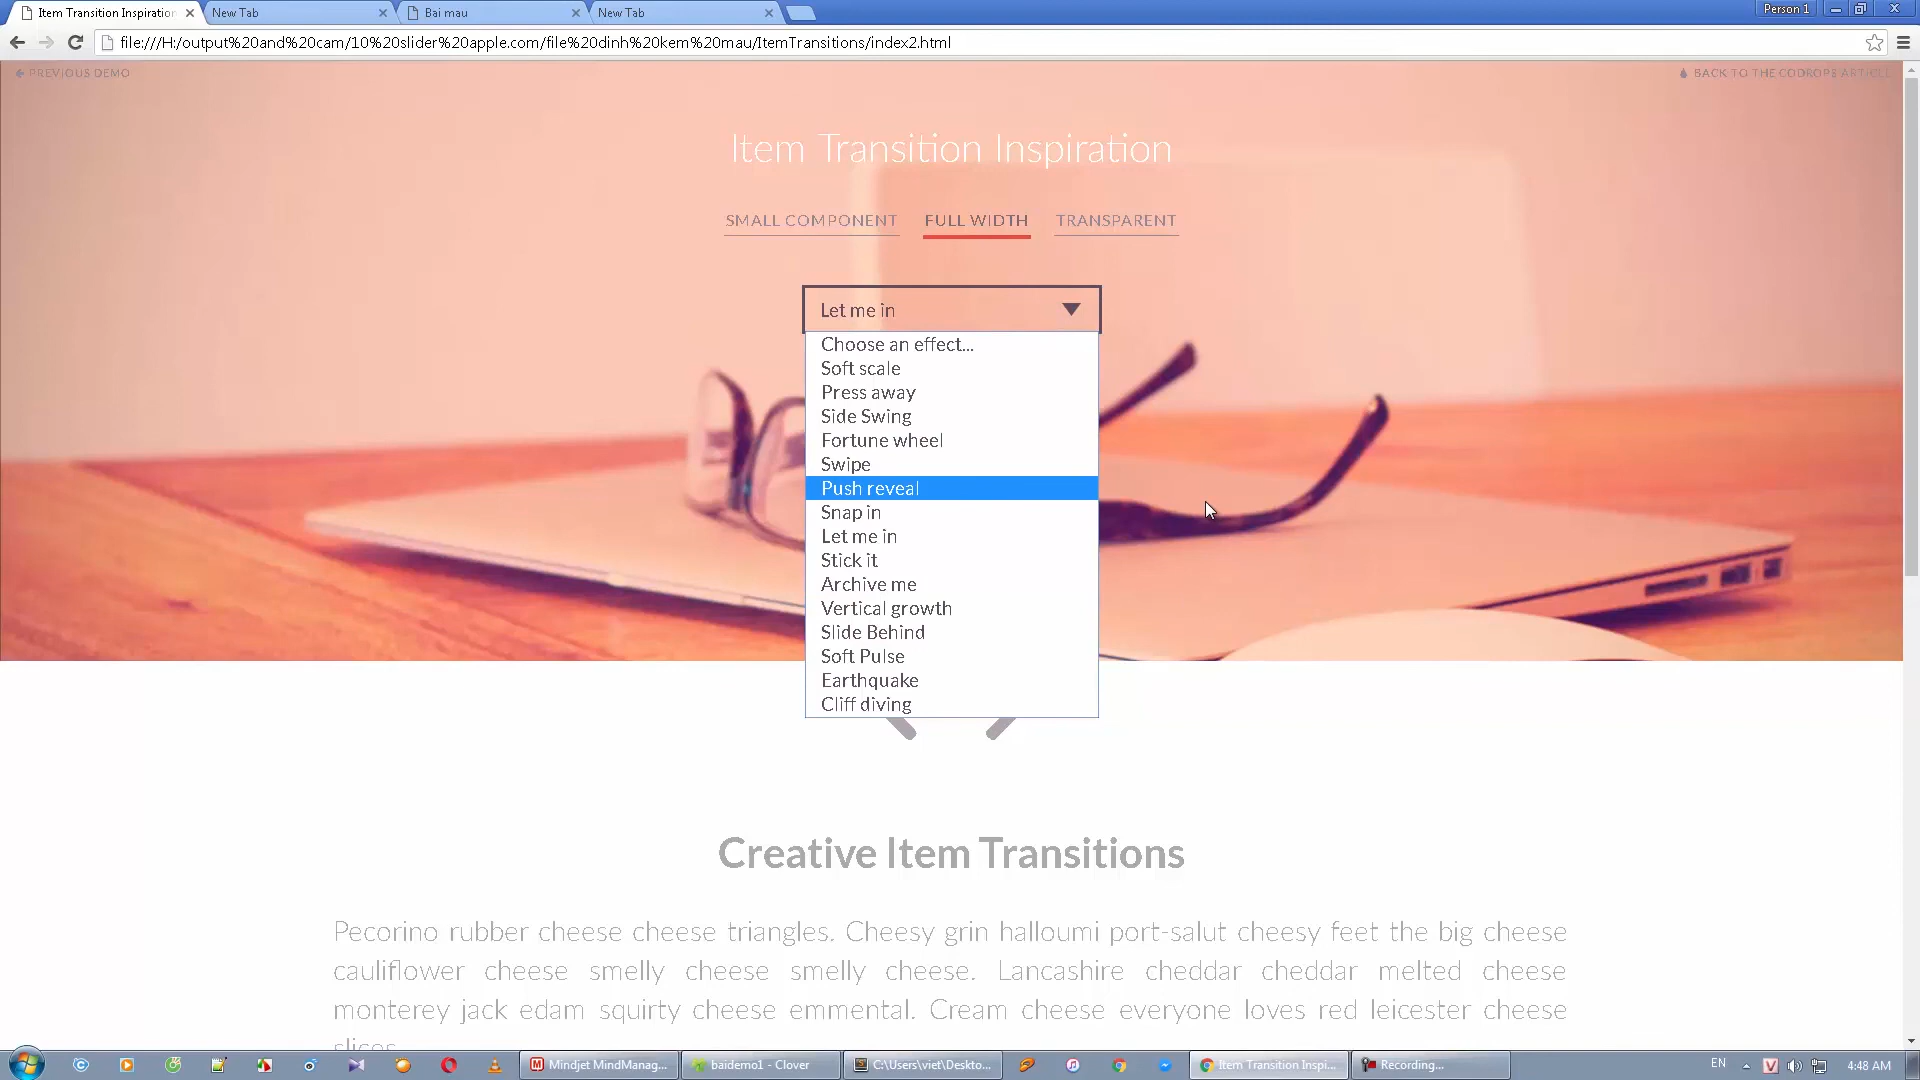 Item Transition Inspiration
New Tab
Bai mau
New Tab
Person 1
file:///H:/output%20and%20cam/10%20slider%20apple.com/file%20dinh%20kem%20mau/ItemTransitions/index2.html
PREVIOUS DEMO
BACK TO THE CODROPS ARTICLE
Item Transition Inspiration
SMALL COMPONENT
FULL WIDTH
TRANSPARENT
Let me in
Choose an effect...
Soft scale
Press away
Side Swing
Fortune wheel
Swipe
Push reveal
Snap in
Let me in
Stick it
Archive me
Vertical growth
Slide Behind
Soft Pulse
Earthquake
Cliff diving
Creative Item Transitions
Pecorino rubber cheese cheese triangles. Cheesy grin halloumi port-salut cheesy feet the big cheese
cauliflower cheese smelly cheese smelly cheese. Lancashire cheddar cheddar melted cheese
monterey jack edam squirty cheese emmental. Cream cheese everyone loves red leicester cheese
slices.
Mindjet MindManag...
baidemo1 - Clover
C:\Users\viet\Deskto...
Item Transition Inspi...
Recording...
EN
4:48 AM